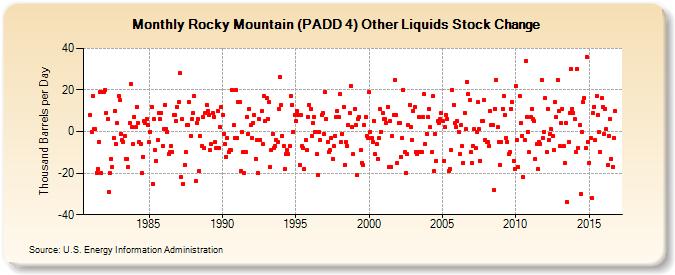 Monthly Rocky Mountain (PADD 4) Other Liquids Stock Change
Thousand Barrels per Day
40
20
0
-20
-40
1985 1990 1995 2000 2005 2010 2015
Source: U.S. Energy Information Administration